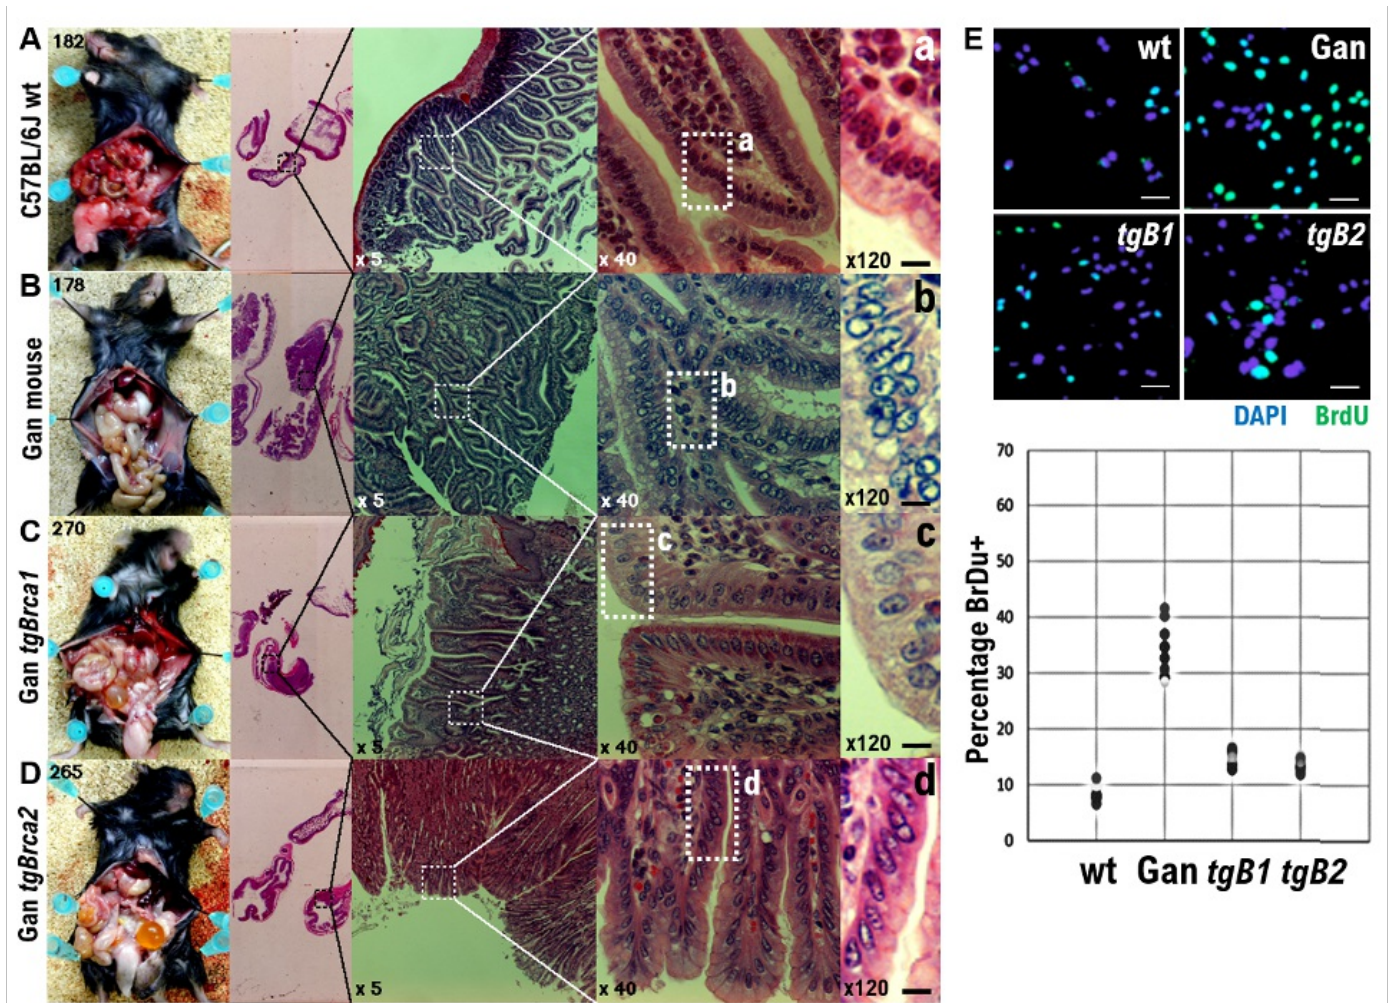 A
C57BL/6J wt
182
x 5
x 40
a
a
x120
B
Gan mouse
178
x 5
x 40
b
b
x120
C
Gan tgBrca1
270
x 5
x 40
c
c
x120
D
Gan tgBrca2
265
x 5
x 40
d
d
x120
E
wt
Gan
tgB1
tgB2
DAPI BrdU
Percentage BrDu+
70
60
50
40
30
20
10
0
wt Gan tgB1 tgB2